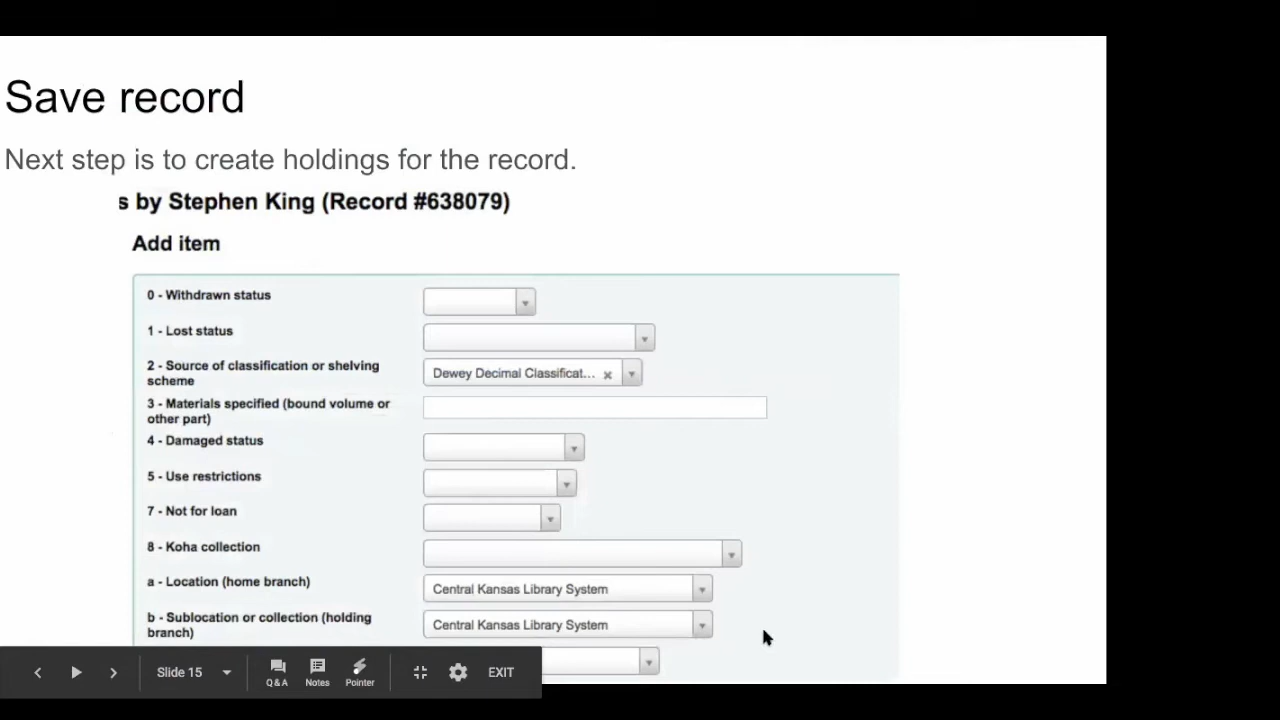 Save record
Next step is to create holdings for the record.
s by Stephen King (Record #638079)
Add item
0 - Withdrawn status
1 - Lost status
2 - Source of classification or shelving
scheme
Dewey Decimal Classificat... ×
3 - Materials specified (bound volume or
other part)
4 - Damaged status
5 - Use restrictions
7 - Not for loan
8 - Koha collection
a - Location (home branch)
Central Kansas Library System
b - Sublocation or collection (holding
branch)
Central Kansas Library System
Slide 15
Q&A
Notes
Pointer
EXIT